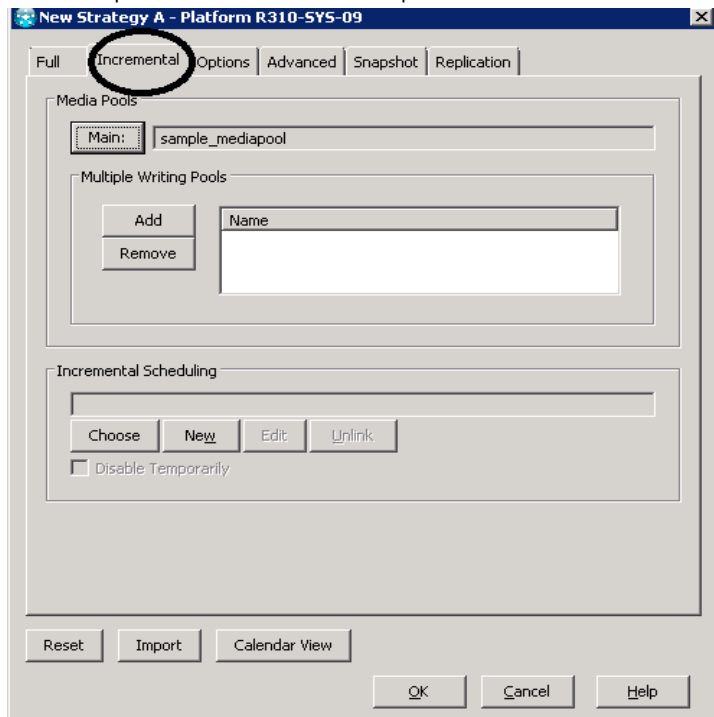 New Strategy A - Platform R310-SYS-09
Full Incremental Options Advanced Snapshot Replication
Media Pools
Main: sample_mediapool
Multiple Writing Pools
Add Name
Remove
Incremental Scheduling
Choose New Edit Unlink
Disable Temporarily
Reset Import Calendar View
OK Cancel Help